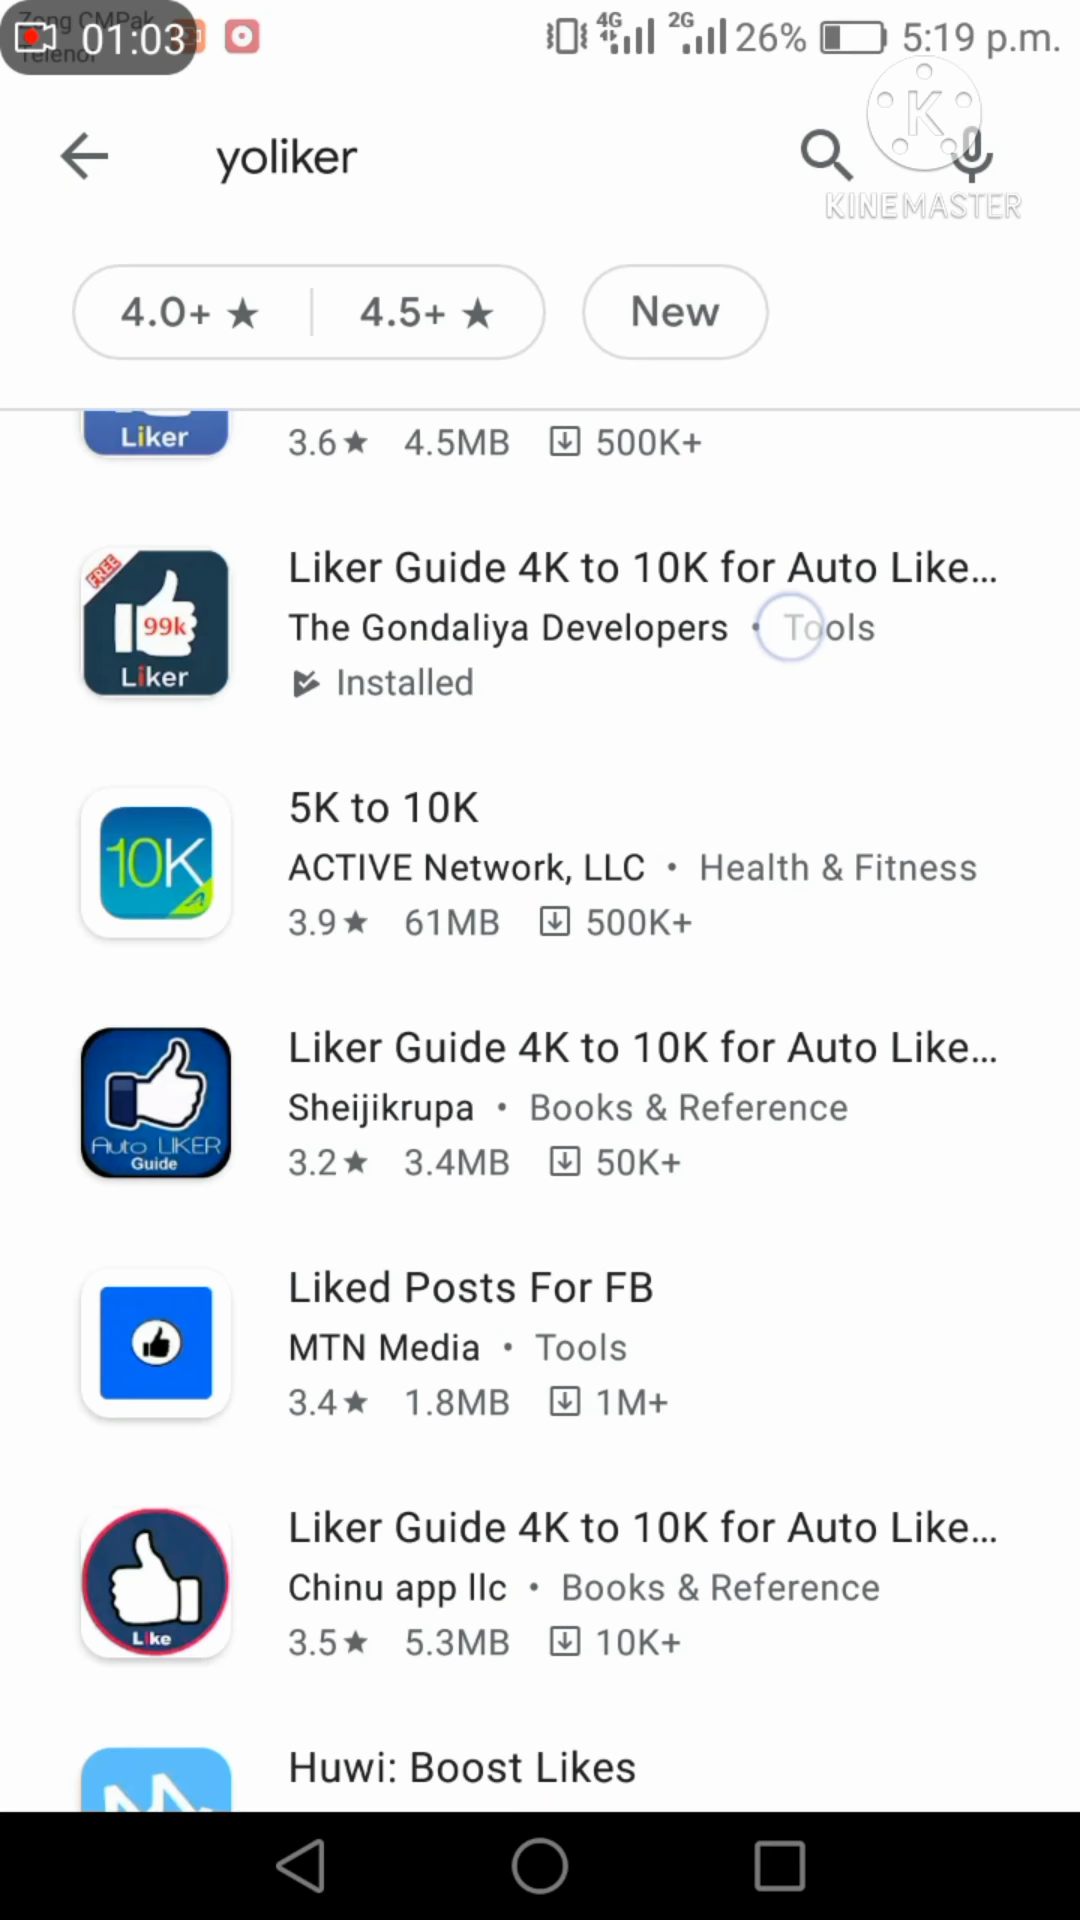 Zong CMPak
Telenor
01:03
4G 2G 26% 5:19 p.m.
yoliker
K
KINEMASTER
4.0+ ★ 4.5+ ★ New
Liker
3.6★ 4.5MB 500K+
FREE
99k
Liker
Liker Guide 4K to 10K for Auto Like...
The Gondaliya Developers • Tools
Installed
10K
5K to 10K
ACTIVE Network, LLC • Health & Fitness
3.9★ 61MB 500K+
Auto LIKER
Guide
Liker Guide 4K to 10K for Auto Like...
Sheijikrupa • Books & Reference
3.2★ 3.4MB 50K+
Liked Posts For FB
MTN Media • Tools
3.4★ 1.8MB 1M+
Like
Liker Guide 4K to 10K for Auto Like...
Chinu app llc • Books & Reference
3.5★ 5.3MB 10K+
Huwi: Boost Likes